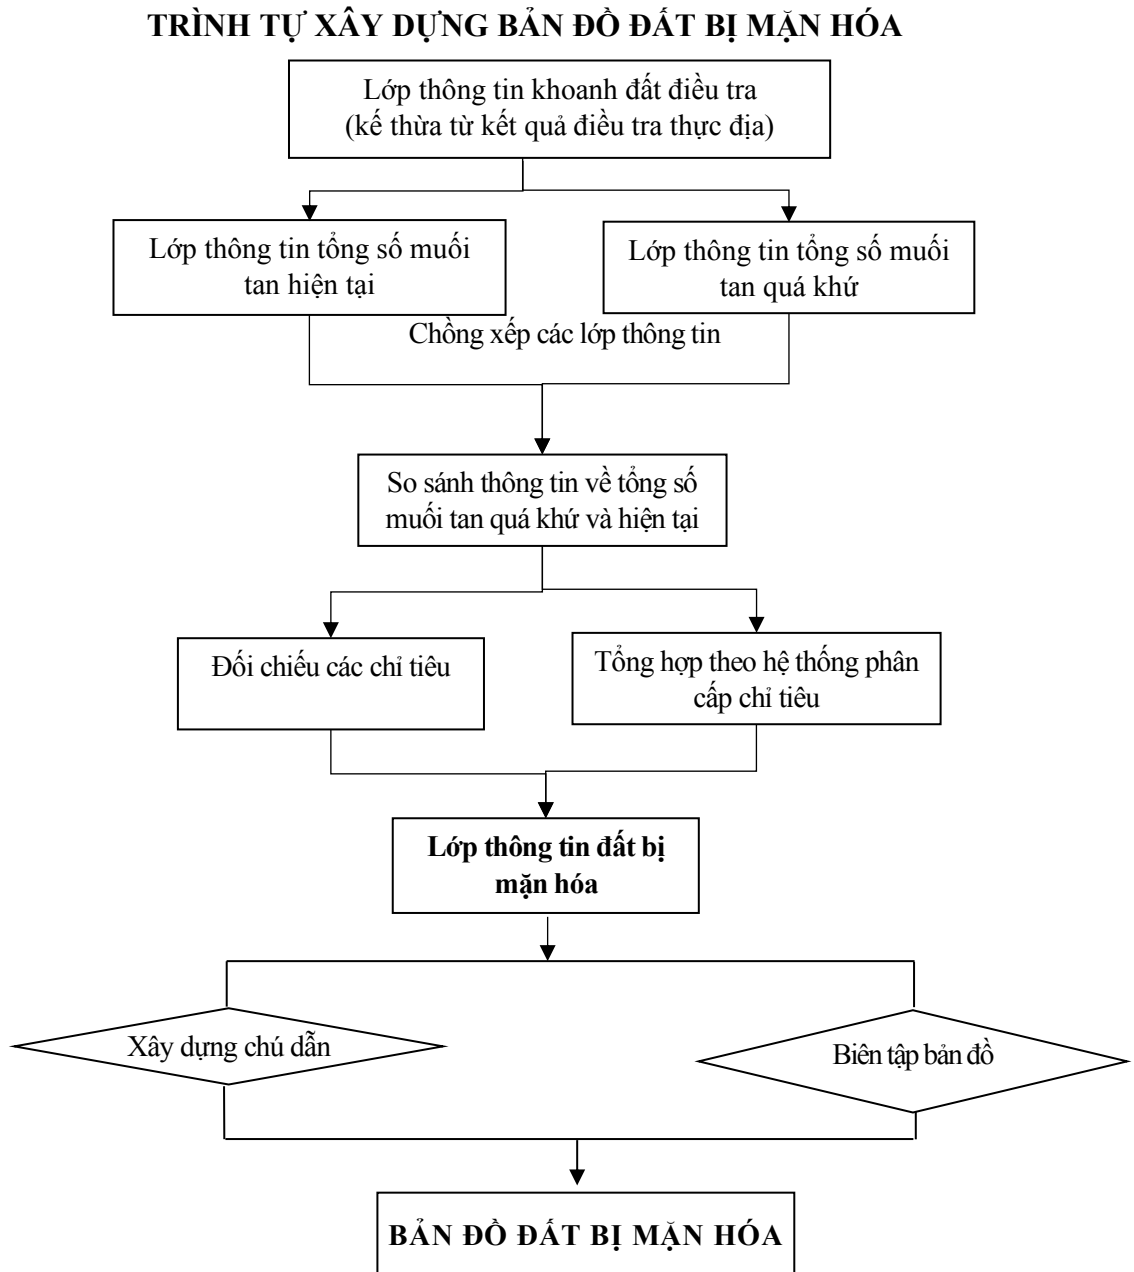 TRÌNH TỰ XÂY DỰNG BẢN ĐỒ ĐẤT BỊ MẶN HÓA
Lớp thông tin khoanh đất điều tra
(kế thừa từ kết quả điều tra thực địa)
Lớp thông tin tổng số muối
tan hiện tại
Lớp thông tin tổng số muối
tan quá khứ
Chồng xếp các lớp thông tin
So sánh thông tin về tổng số
muối tan quá khứ và hiện tại
Đối chiếu các chỉ tiêu
Tổng hợp theo hệ thống phân
cấp chỉ tiêu
Lớp thông tin đất bị
mặn hóa
Xây dựng chú dẫn
Biên tập bản đồ
BẢN ĐỒ ĐẤT BỊ MẶN HÓA